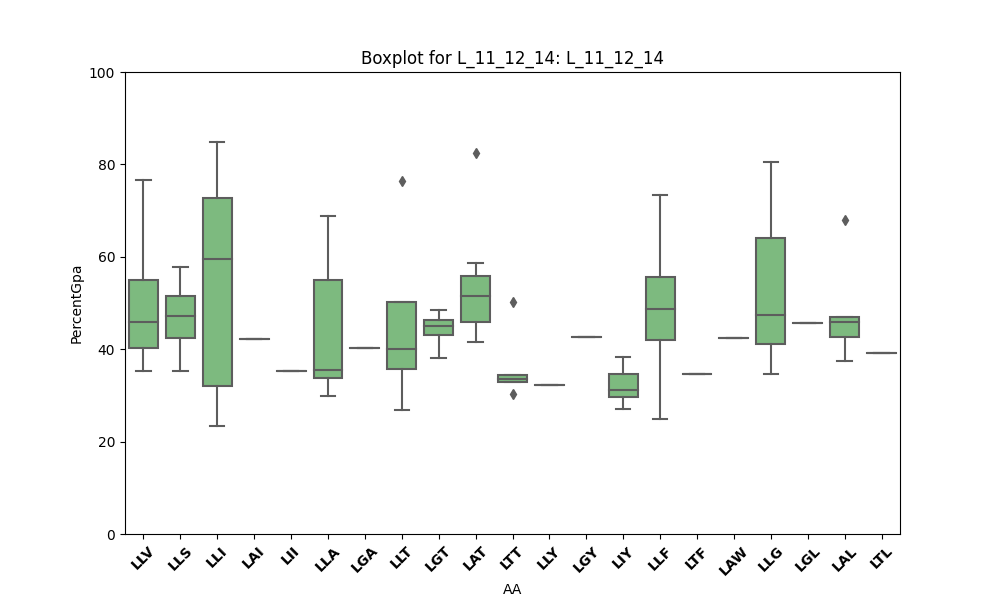 Boxplot for L_11_12_14: L_11_12_14
PercentGpa
100
80
60
40
20
0
LLV LLS LLI LAI LII LLA LGA LLT LGT LAT LTT LLY LGY LIY LLF LTF LAW LLG LGL LAL LTL
AA